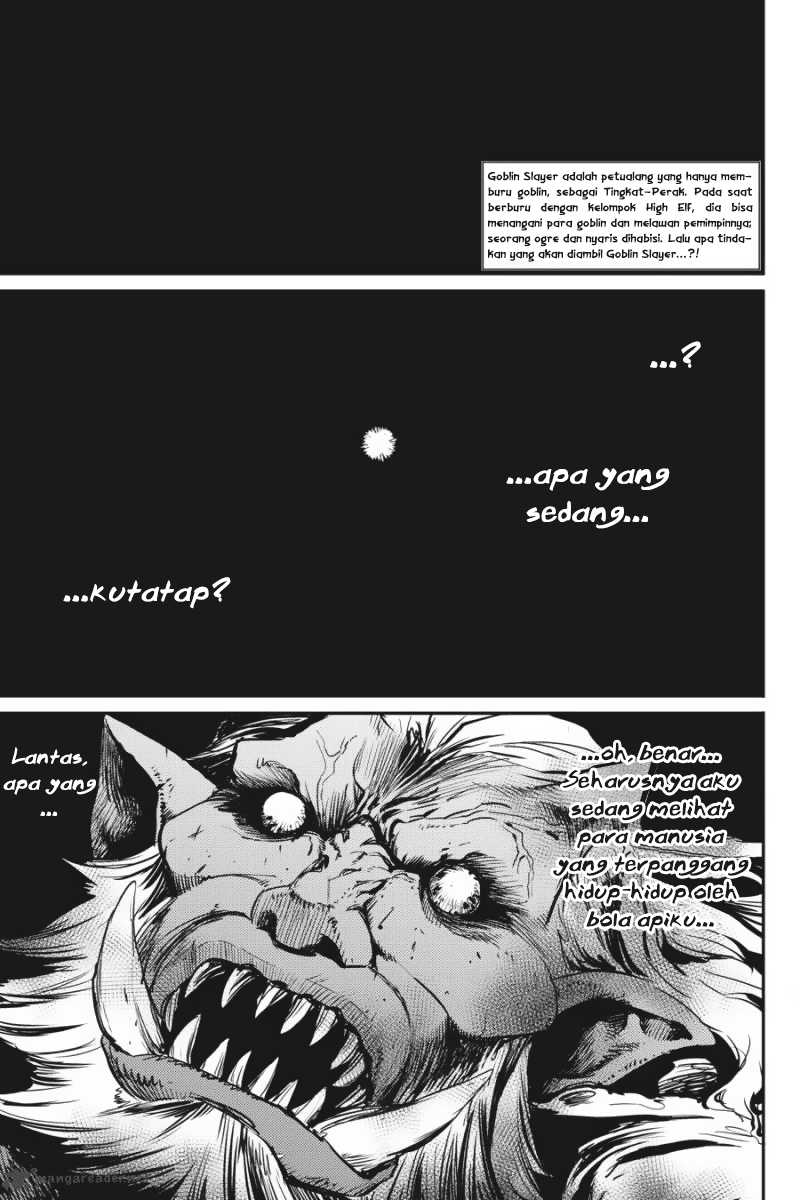 Goblin Slayer adalah petualang yang hanya mem-
buru goblin, sebagai Tingkat-Perak. Pada saat
berburu dengan kelompok High Elf, dia bisa
menangani para goblin dan melawan pemimpinnya;
seorang ogre dan nyaris dihabisi. Lalu apa tinda-
kan yang akan diambil Goblin Slayer...?!
...?
...apa yang
sedang...
...kutatap?
...oh, benar...
Seharusnya aku
sedang melihat
para manusia
yang terpanggang
hidup-hidup oleh
bola apiku...
Lantas,
apa yang
...
mangareader.net